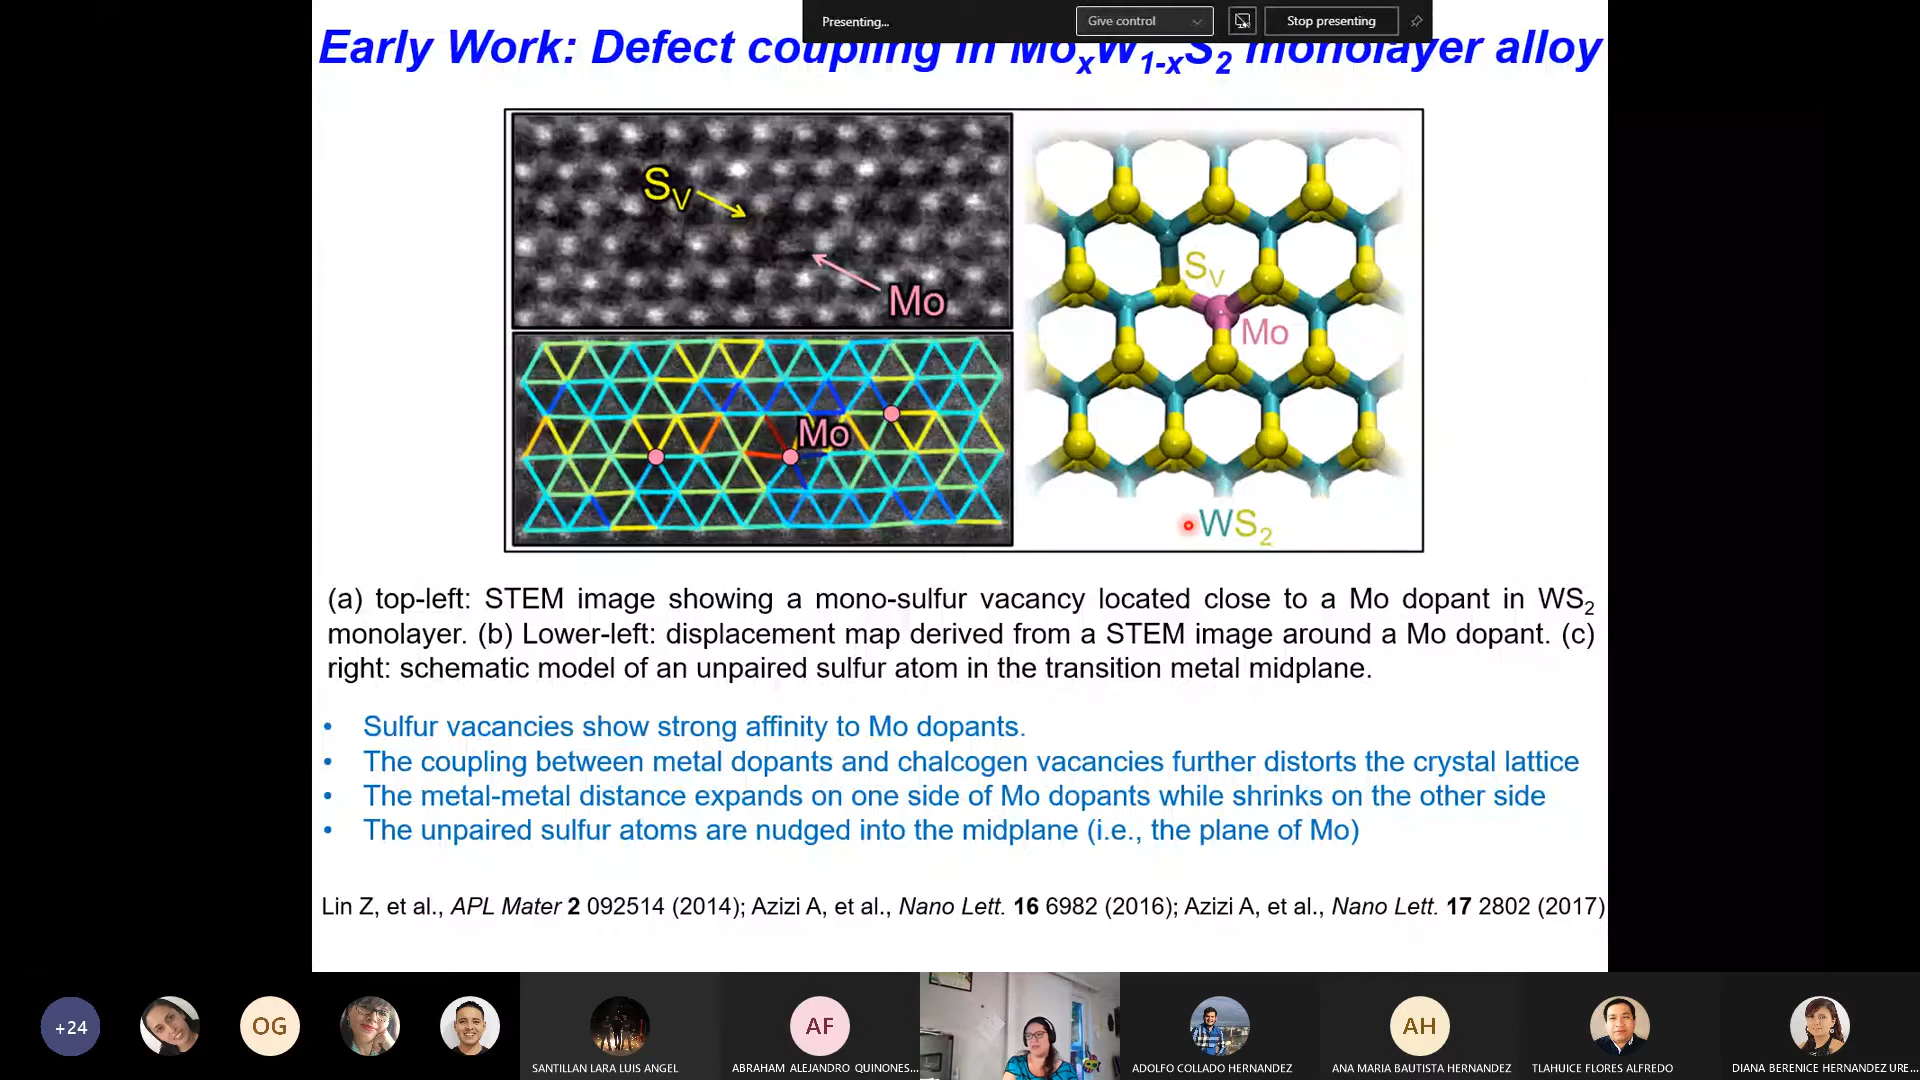 Presenting...
Give control
Stop presenting
Early Work: Defect coupling in MoxW1-xS2 monolayer alloy
SV
Mo
Mo
SV
Mo
WS2
(a) top-left: STEM image showing a mono-sulfur vacancy located close to a Mo dopant in WS2
monolayer. (b) Lower-left: displacement map derived from a STEM image around a Mo dopant. (c)
right: schematic model of an unpaired sulfur atom in the transition metal midplane.
• Sulfur vacancies show strong affinity to Mo dopants.
• The coupling between metal dopants and chalcogen vacancies further distorts the crystal lattice
• The metal-metal distance expands on one side of Mo dopants while shrinks on the other side
• The unpaired sulfur atoms are nudged into the midplane (i.e., the plane of Mo)
Lin Z, et al., APL Mater 2 092514 (2014); Azizi A, et al., Nano Lett. 16 6982 (2016); Azizi A, et al., Nano Lett. 17 2802 (2017)
+24
OG
AF
AH
SANTILLAN LARA LUIS ANGEL
ABRAHAM ALEJANDRO QUINONES...
ADOLFO COLLADO HERNANDEZ
ANA MARIA BAUTISTA HERNANDEZ
TLAHUICE FLORES ALFREDO
DIANA BERENICE HERNANDEZ URE...